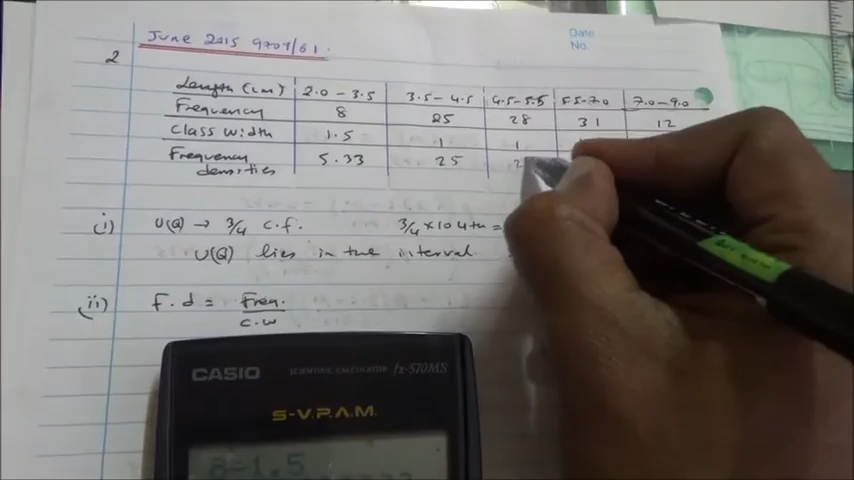 June 2015 9709/61.
Date
No.
2
Length (cm) 2.0 - 3.5 3.5 - 4.5 4.5 - 5.5 5.5 - 7.0 7.0 - 9.0
Frequency 8 25 28 31 12
Class width 1.5 1 1
Frequency densities 5.33 25 2
(i) U(Q) → 3/4 c.f. 3/4 × 104th =
U(Q) lies in the interval
(ii) F.d = Freq.
c.w
CASIO SCIENTIFIC CALCULATOR fx-570MS
S-V.P.A.M.
8÷1.5